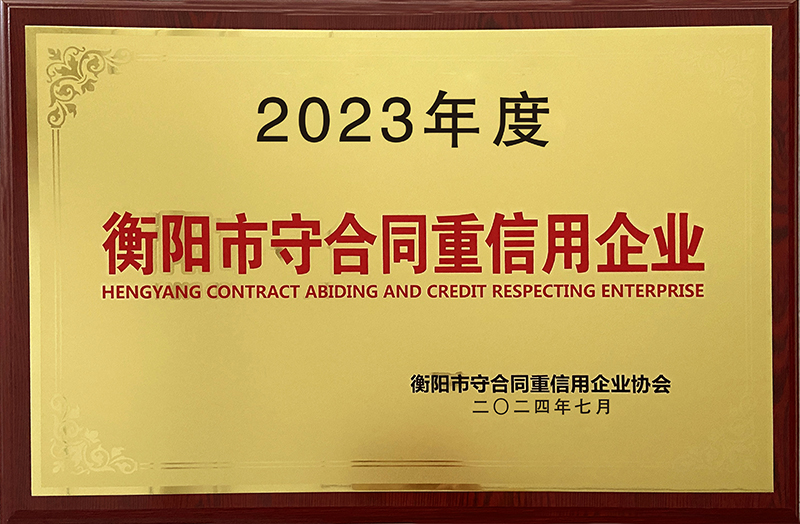 2023年度
衡阳市守合同重信用企业
HENGYANG CONTRACT ABIDING AND CREDIT RESPECTING ENTERPRISE
衡阳市守合同重信用企业协会
二〇二四年七月